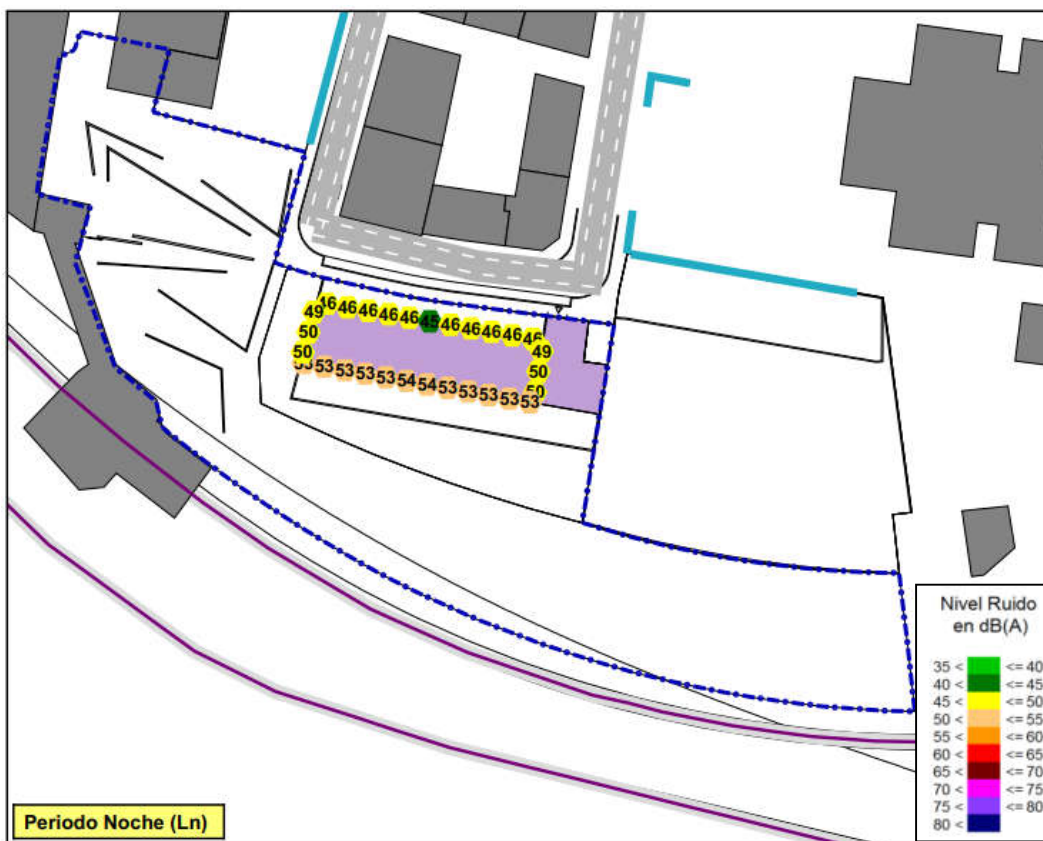 46 46 46 46 46 45 46 46 46 46 46
49 49
50 50
50 50
53 53 53 53 53 54 54 53 53 53 53 53
Nivel Ruido
en dB(A)
35 < <= 40
40 < <= 45
45 < <= 50
50 < <= 55
55 < <= 60
60 < <= 65
65 < <= 70
70 < <= 75
75 < <= 80
80 <
Periodo Noche (Ln)